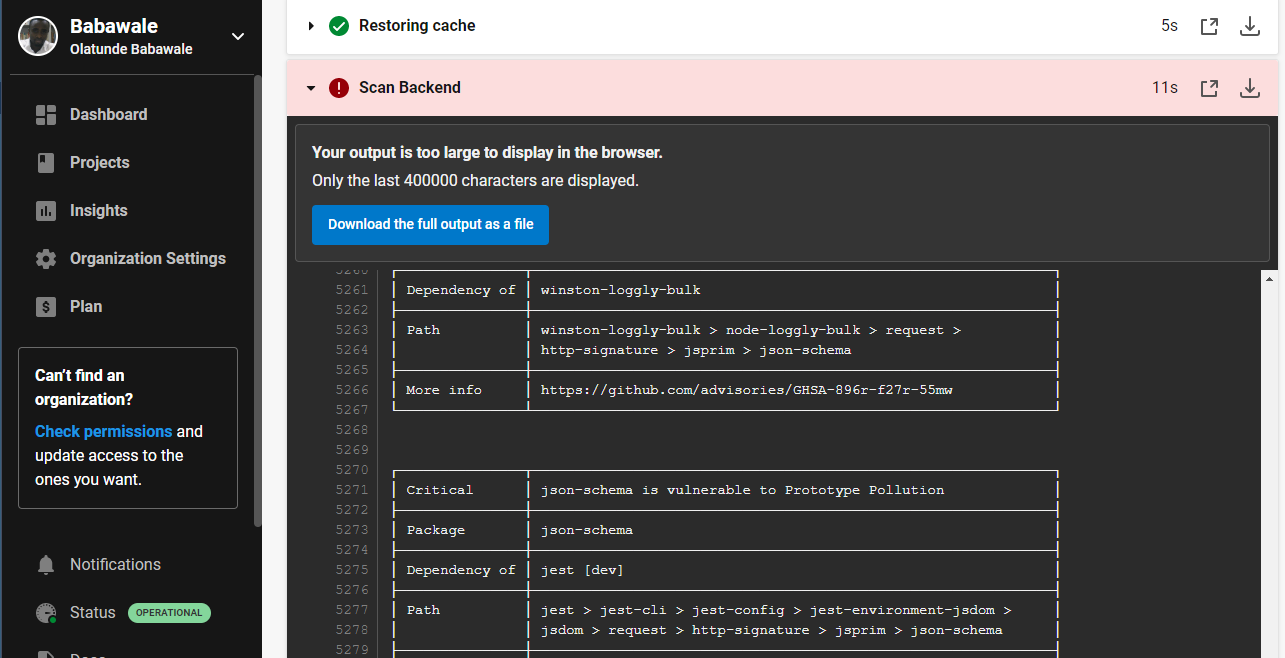 Babawale
Olatunde Babawale
Dashboard
Projects
Insights
Organization Settings
Plan
Can't find an
organization?
Check permissions and
update access to the
ones you want.
Notifications
Status OPERATIONAL
Docs
Restoring cache 5s
Scan Backend 11s
Your output is too large to display in the browser.
Only the last 400000 characters are displayed.
Download the full output as a file
5260
5261 Dependency of winston-loggly-bulk
5262
5263 Path winston-loggly-bulk > node-loggly-bulk > request >
5264 http-signature > jsprim > json-schema
5265
5266 More info https://github.com/advisories/GHSA-896r-f27r-55mw
5267
5268
5269
5270
5271 Critical json-schema is vulnerable to Prototype Pollution
5272
5273 Package json-schema
5274
5275 Dependency of jest [dev]
5276
5277 Path jest > jest-cli > jest-config > jest-environment-jsdom >
5278 jsdom > request > http-signature > jsprim > json-schema
5279